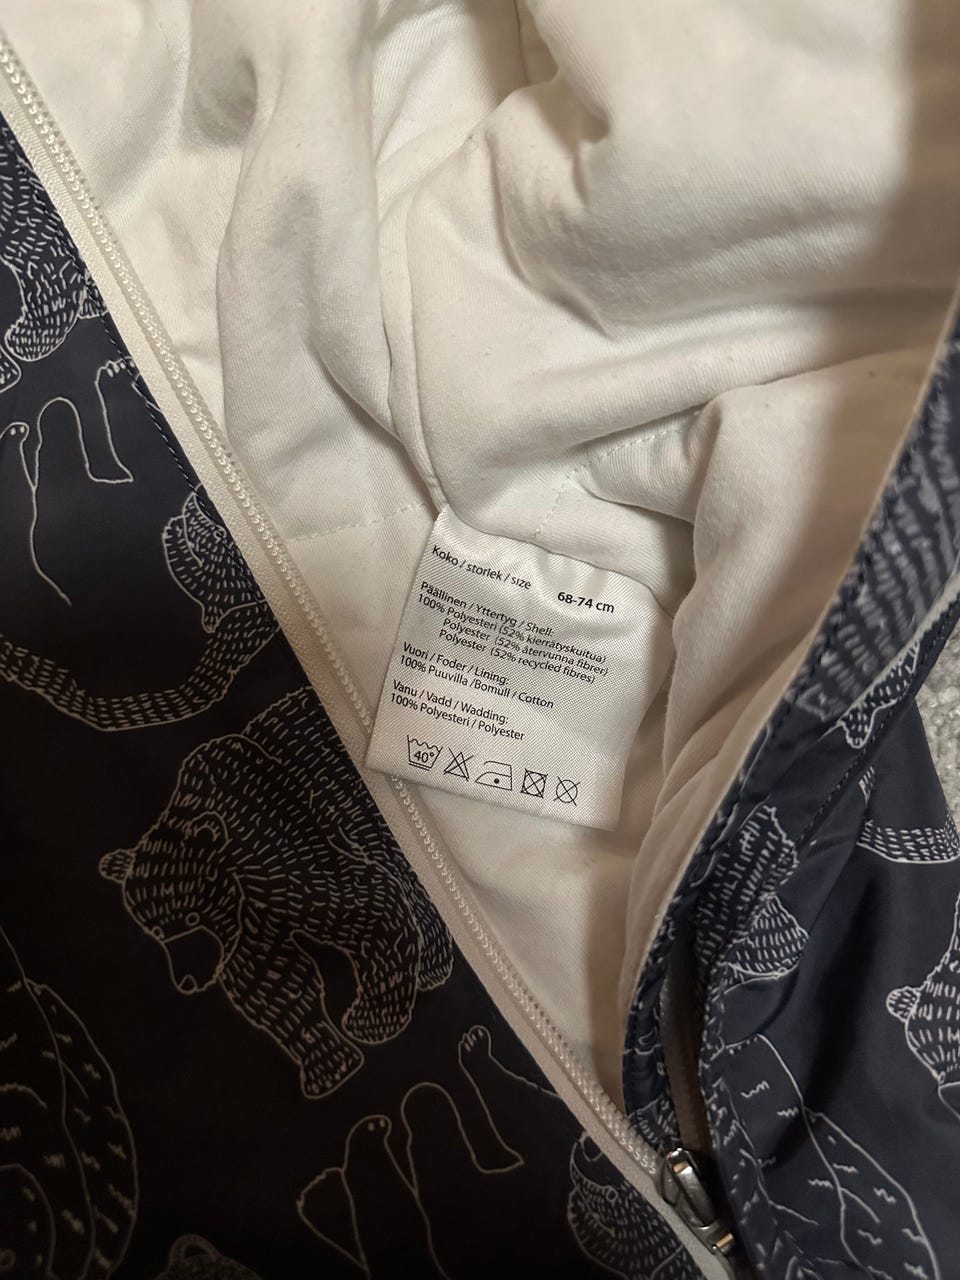 Koko / storlek / size 68-74 cm
Päällinen / Yttertyg / Shell:
100% Polyesteri (52% kierrätyskuitua)
Polyester (52% återvunna fibrer)
Polyester (52% recycled fibres)
Vuori / Foder / Lining:
100% Puuvilla /Bomull / Cotton
Vanu / Vadd / Wadding:
100% Polyesteri / Polyester
40°